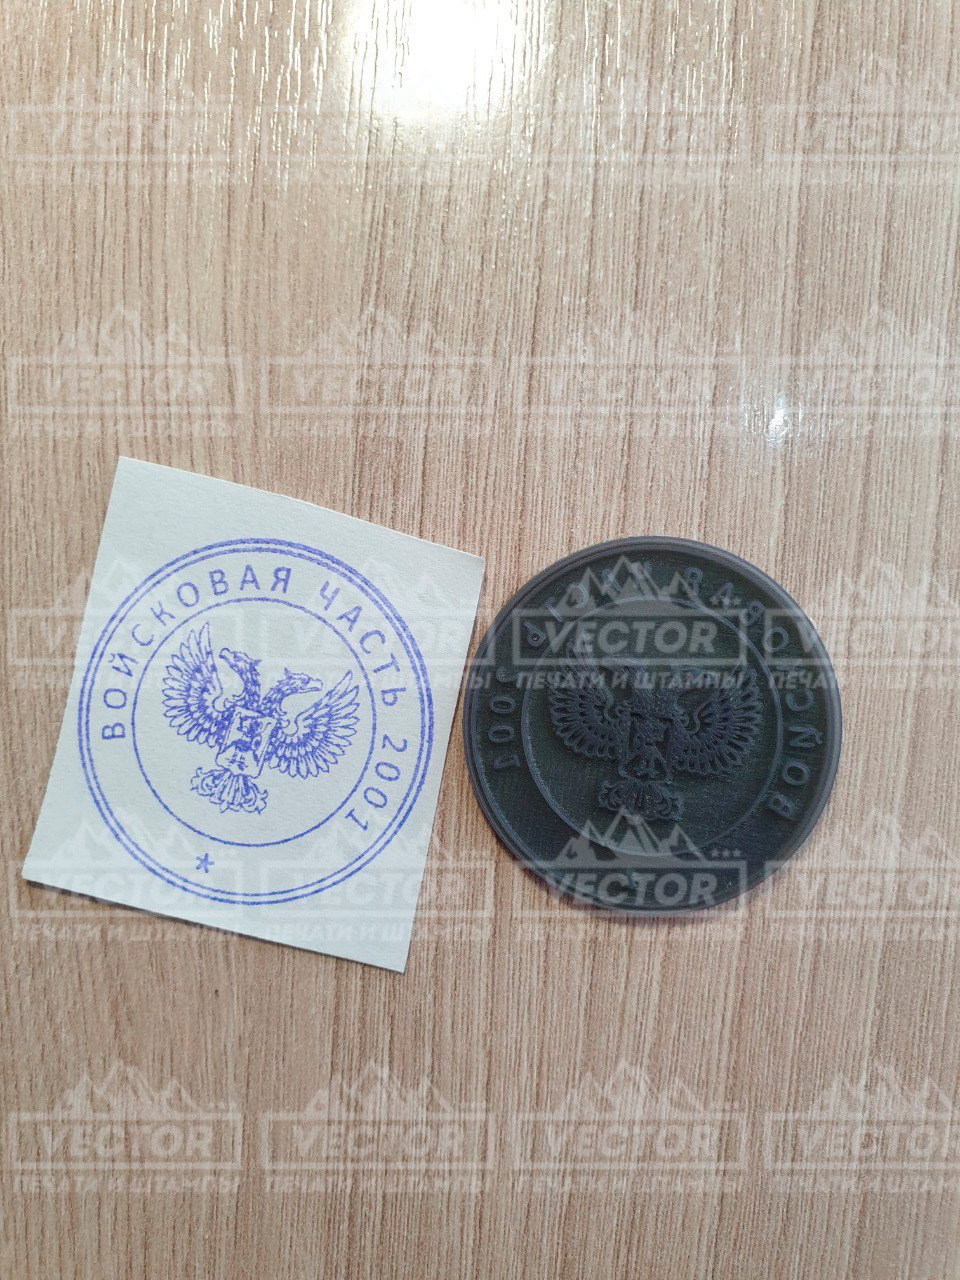 ВОЙСКОВАЯ ЧАСТЬ 2001
*
VECTOR
ПЕЧАТИ И ШТАМПЫ